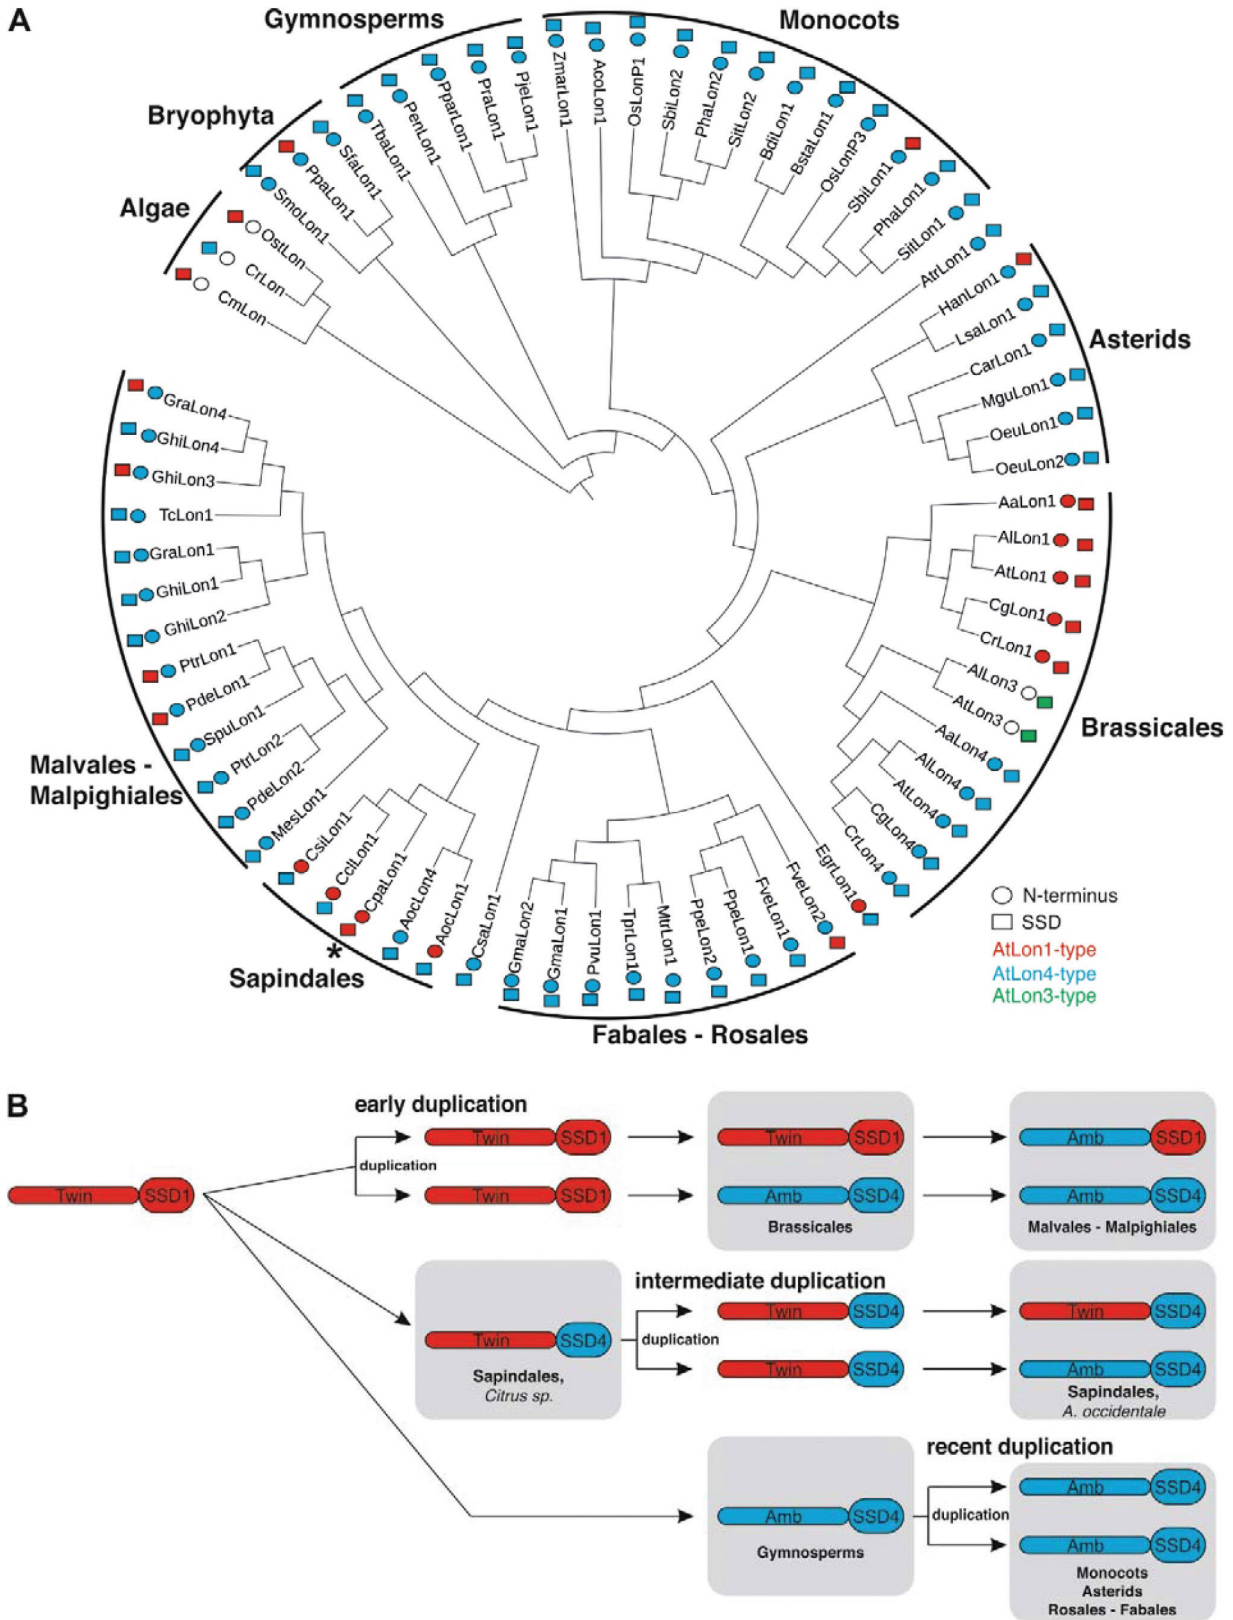 A
Gymnosperms
Monocots
Bryophyta
Algae
Asterids
Brassicales
Malvales -
Malpighiales
*
Sapindales
Fabales - Rosales
CmLon
CrLon
OstLon
SmoLon1
PpaLon1
SfaLon1
TbaLon1
PenLon1
PparLon1
PraLon1
PjeLon1
ZmarLon1
AcoLon1
OsLonP1
SbiLon2
PhaLon2
SitLon2
BdiLon1
BstaLon1
OsLonP3
SbiLon1
PhaLon1
SitLon1
AtrLon1
HanLon1
LsaLon1
CarLon1
MguLon1
OeuLon1
OeuLon2
AaLon1
AlLon1
AtLon1
CgLon1
CrLon1
AlLon3
AtLon3
AaLon4
AlLon4
AtLon4
CgLon4
CrLon4
EgrLon1
FveLon2
FveLon1
PpeLon1
PpeLon2
MtrLon1
TprLon1
PvuLon1
GmaLon1
GmaLon2
CsaLon1
AocLon1
AocLon4
CpaLon1
CclLon1
CsiLon1
MesLon1
PdeLon2
PtrLon2
SpuLon1
PdeLon1
PtrLon1
GhiLon2
GhiLon1
GraLon1
TcLon1
GhiLon3
GhiLon4
GraLon4
N-terminus
SSD
AtLon1-type
AtLon4-type
AtLon3-type
B
early duplication
Twin SSD1
duplication
Twin SSD1
Twin SSD1
Twin SSD1
Amb SSD4
Brassicales
Amb SSD1
Amb SSD4
Malvales - Malpighiales
intermediate duplication
Twin SSD4
Sapindales,
Citrus sp.
duplication
Twin SSD4
Twin SSD4
Twin SSD4
Amb SSD4
Sapindales,
A. occidentale
recent duplication
Amb SSD4
Gymnosperms
duplication
Amb SSD4
Amb SSD4
Monocots
Asterids
Rosales - Fabales